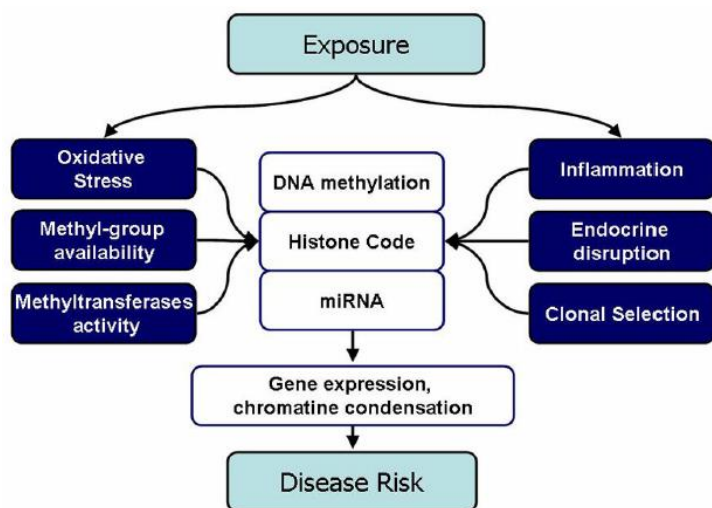 Exposure
Oxidative
Stress
Methyl-group
availability
Methyltransferases
activity
DNA methylation
Histone Code
miRNA
Inflammation
Endocrine
disruption
Clonal Selection
Gene expression,
chromatine condensation
Disease Risk